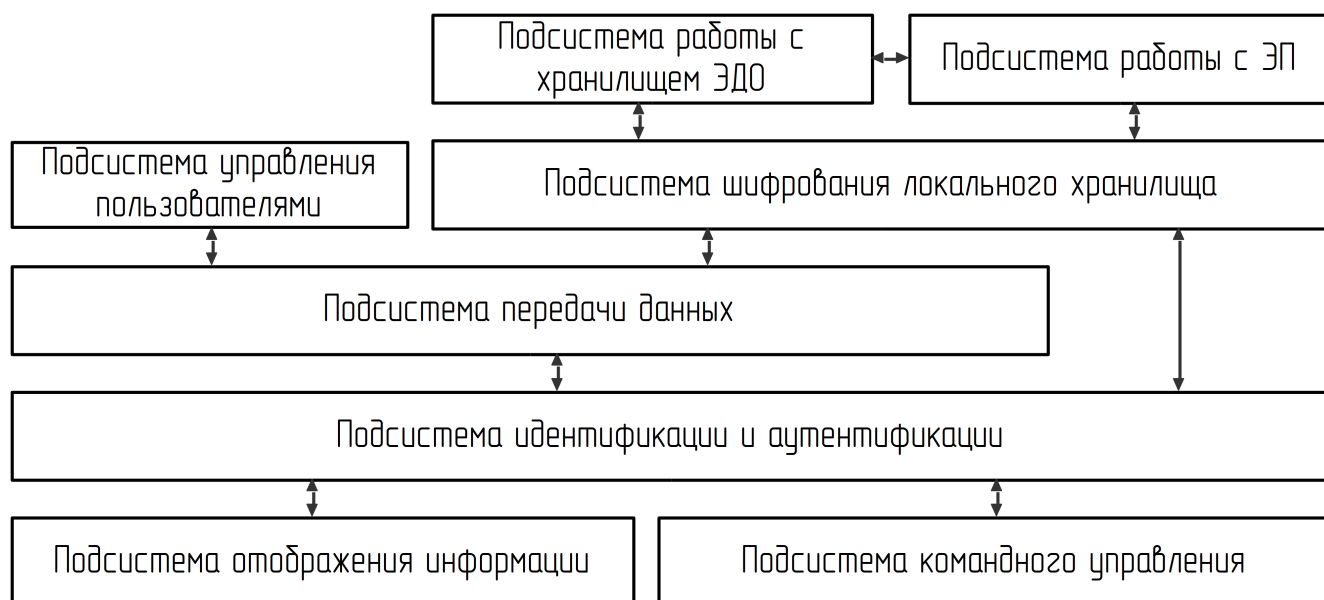 Подсистема работы с
хранилищем ЭДО
Подсистема работы с ЭП
Подсистема управления
пользователями
Подсистема шифрования локального хранилища
Подсистема передачи данных
Подсистема идентификации и аутентификации
Подсистема отображения информации
Подсистема командного управления